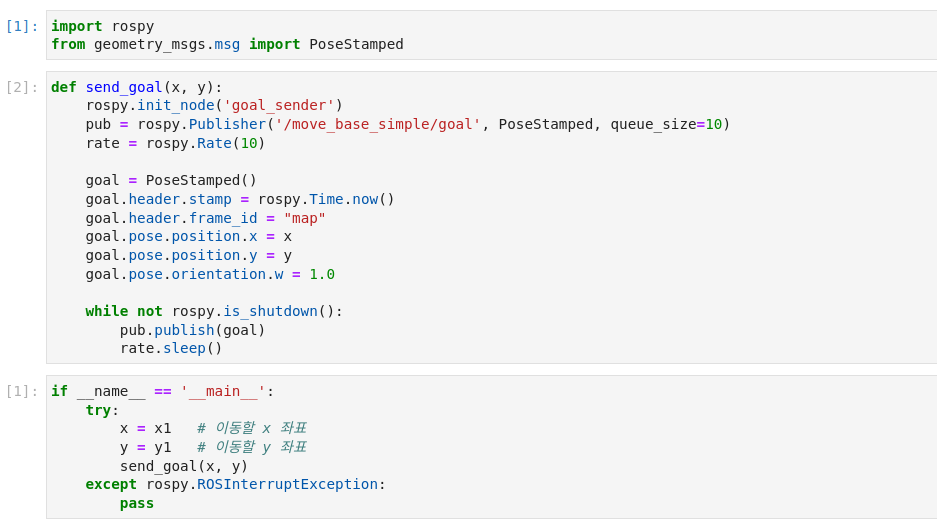 [1]: import rospy
from geometry_msgs.msg import PoseStamped
[2]: def send_goal(x, y):
    rospy.init_node('goal_sender')
    pub = rospy.Publisher('/move_base_simple/goal', PoseStamped, queue_size=10)
    rate = rospy.Rate(10)

    goal = PoseStamped()
    goal.header.stamp = rospy.Time.now()
    goal.header.frame_id = "map"
    goal.pose.position.x = x
    goal.pose.position.y = y
    goal.pose.orientation.w = 1.0

    while not rospy.is_shutdown():
        pub.publish(goal)
        rate.sleep()
[1]: if __name__ == '__main__':
    try:
        x = x1   # 이동할 x 좌표
        y = y1   # 이동할 y 좌표
        send_goal(x, y)
    except rospy.ROSInterruptException:
        pass